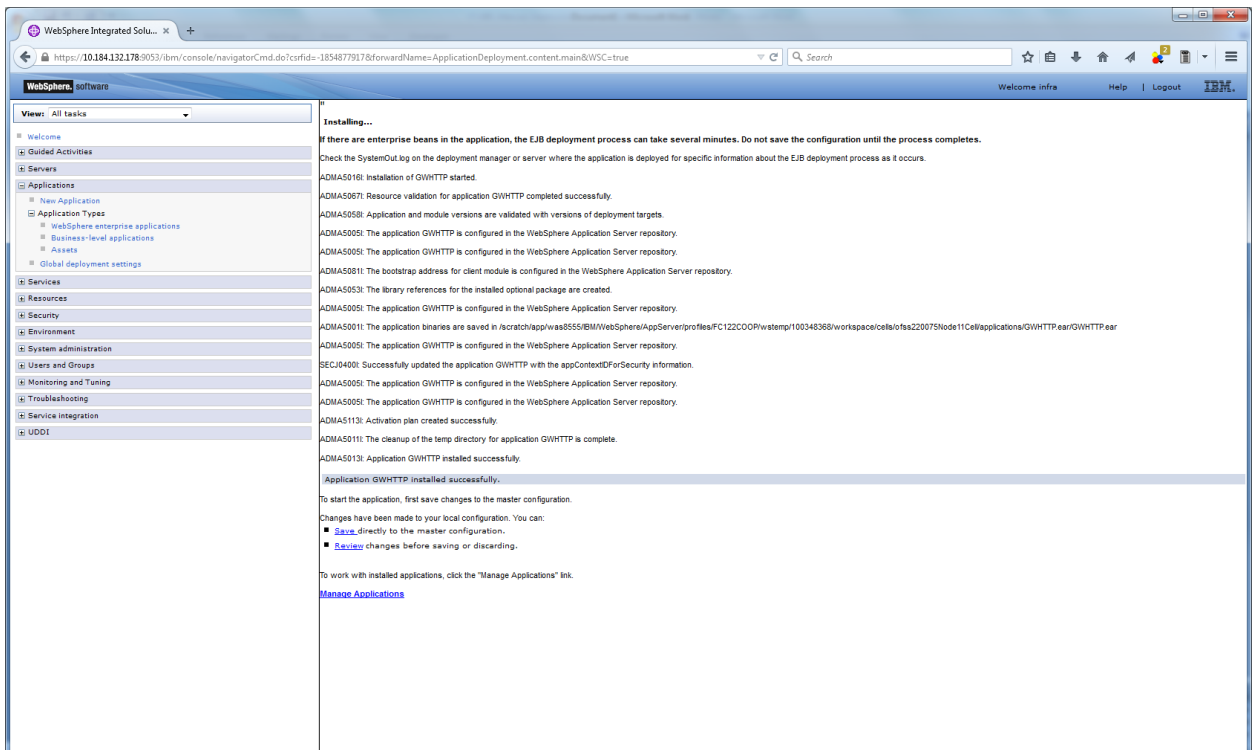 WebSphere Integrated Solu... × +
https://10.184.132.178:9053/ibm/console/navigatorCmd.do?csrfid=-1854877917&forwardName=ApplicationDeployment.content.main&WSC=true
Search
2
WebSphere. software
Welcome infra
Help | Logout
IBM.
View: All tasks
Welcome
Guided Activities
Servers
Applications
New Application
Application Types
WebSphere enterprise applications
Business-level applications
Assets
Global deployment settings
Services
Resources
Security
Environment
System administration
Users and Groups
Monitoring and Tuning
Troubleshooting
Service integration
UDDI
"
Installing...
If there are enterprise beans in the application, the EJB deployment process can take several minutes. Do not save the configuration until the process completes.
Check the SystemOut.log on the deployment manager or server where the application is deployed for specific information about the EJB deployment process as it occurs.
ADMA5016I: Installation of GWHTTP started.
ADMA5067I: Resource validation for application GWHTTP completed successfully.
ADMA5058I: Application and module versions are validated with versions of deployment targets.
ADMA5005I: The application GWHTTP is configured in the WebSphere Application Server repository.
ADMA5005I: The application GWHTTP is configured in the WebSphere Application Server repository.
ADMA5081I: The bootstrap address for client module is configured in the WebSphere Application Server repository.
ADMA5053I: The library references for the installed optional package are created.
ADMA5005I: The application GWHTTP is configured in the WebSphere Application Server repository.
ADMA5001I: The application binaries are saved in /scratch/app/was8555/IBM/WebSphere/AppServer/profiles/FC122COOP/wstemp/100348368/workspace/cells/ofss220075Node11Cell/applications/GWHTTP.ear/GWHTTP.ear
ADMA5005I: The application GWHTTP is configured in the WebSphere Application Server repository.
SECJ0400I: Successfully updated the application GWHTTP with the appContextIDForSecurity information.
ADMA5005I: The application GWHTTP is configured in the WebSphere Application Server repository.
ADMA5005I: The application GWHTTP is configured in the WebSphere Application Server repository.
ADMA5113I: Activation plan created successfully.
ADMA5011I: The cleanup of the temp directory for application GWHTTP is complete.
ADMA5013I: Application GWHTTP installed successfully.
Application GWHTTP installed successfully.
To start the application, first save changes to the master configuration.
Changes have been made to your local configuration. You can:
Save directly to the master configuration.
Review changes before saving or discarding.
To work with installed applications, click the "Manage Applications" link.
Manage Applications